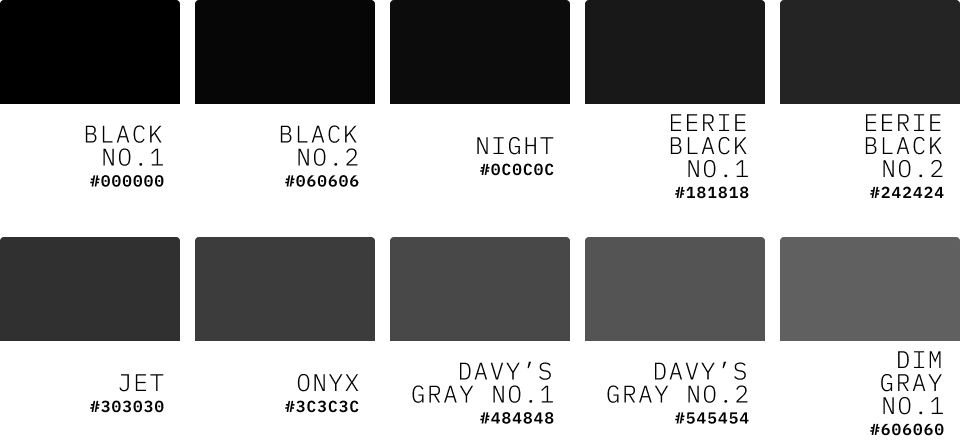 BLACK
NO.1
#000000
BLACK
NO.2
#060606
NIGHT
#0C0C0C
EERIE
BLACK
NO.1
#181818
EERIE
BLACK
NO.2
#242424
JET
#303030
ONYX
#3C3C3C
DAVY’S
GRAY NO.1
#484848
DAVY’S
GRAY NO.2
#545454
DIM
GRAY
NO.1
#606060